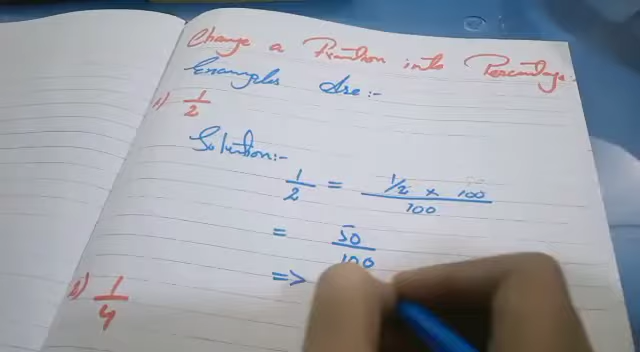 Change a Fraction into Percentage.
Examples Are:-
1) 1/2
Solution:-
1/2 = 1/2 × 100 / 100
= 50/100
=>
2) 1/4